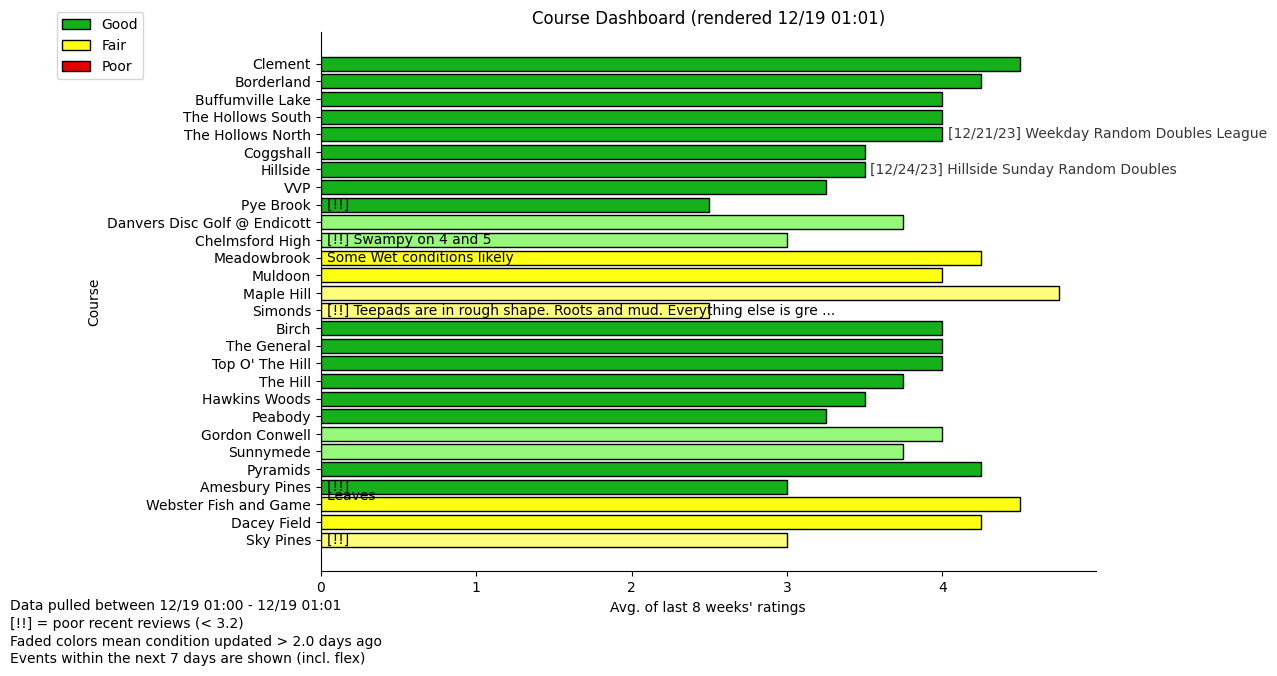 Course Dashboard (rendered 12/19 01:01)
Good
Fair
Poor
Course
Clement
Borderland
Buffumville Lake
The Hollows South
The Hollows North [12/21/23] Weekday Random Doubles League
Coggshall
Hillside [12/24/23] Hillside Sunday Random Doubles
VVP
Pye Brook [!!]
Danvers Disc Golf @ Endicott
Chelmsford High [!!] Swampy on 4 and 5
Meadowbrook Some Wet conditions likely
Muldoon
Maple Hill
Simonds [!!] Teepads are in rough shape. Roots and mud. Everything else is gre ...
Birch
The General
Top O' The Hill
The Hill
Hawkins Woods
Peabody
Gordon Conwell
Sunnymede
Pyramids
Amesbury Pines [!!]
Leaves
Webster Fish and Game
Dacey Field
Sky Pines [!!]
0 1 2 3 4
Avg. of last 8 weeks' ratings
Data pulled between 12/19 01:00 - 12/19 01:01
[!!] = poor recent reviews (< 3.2)
Faded colors mean condition updated > 2.0 days ago
Events within the next 7 days are shown (incl. flex)